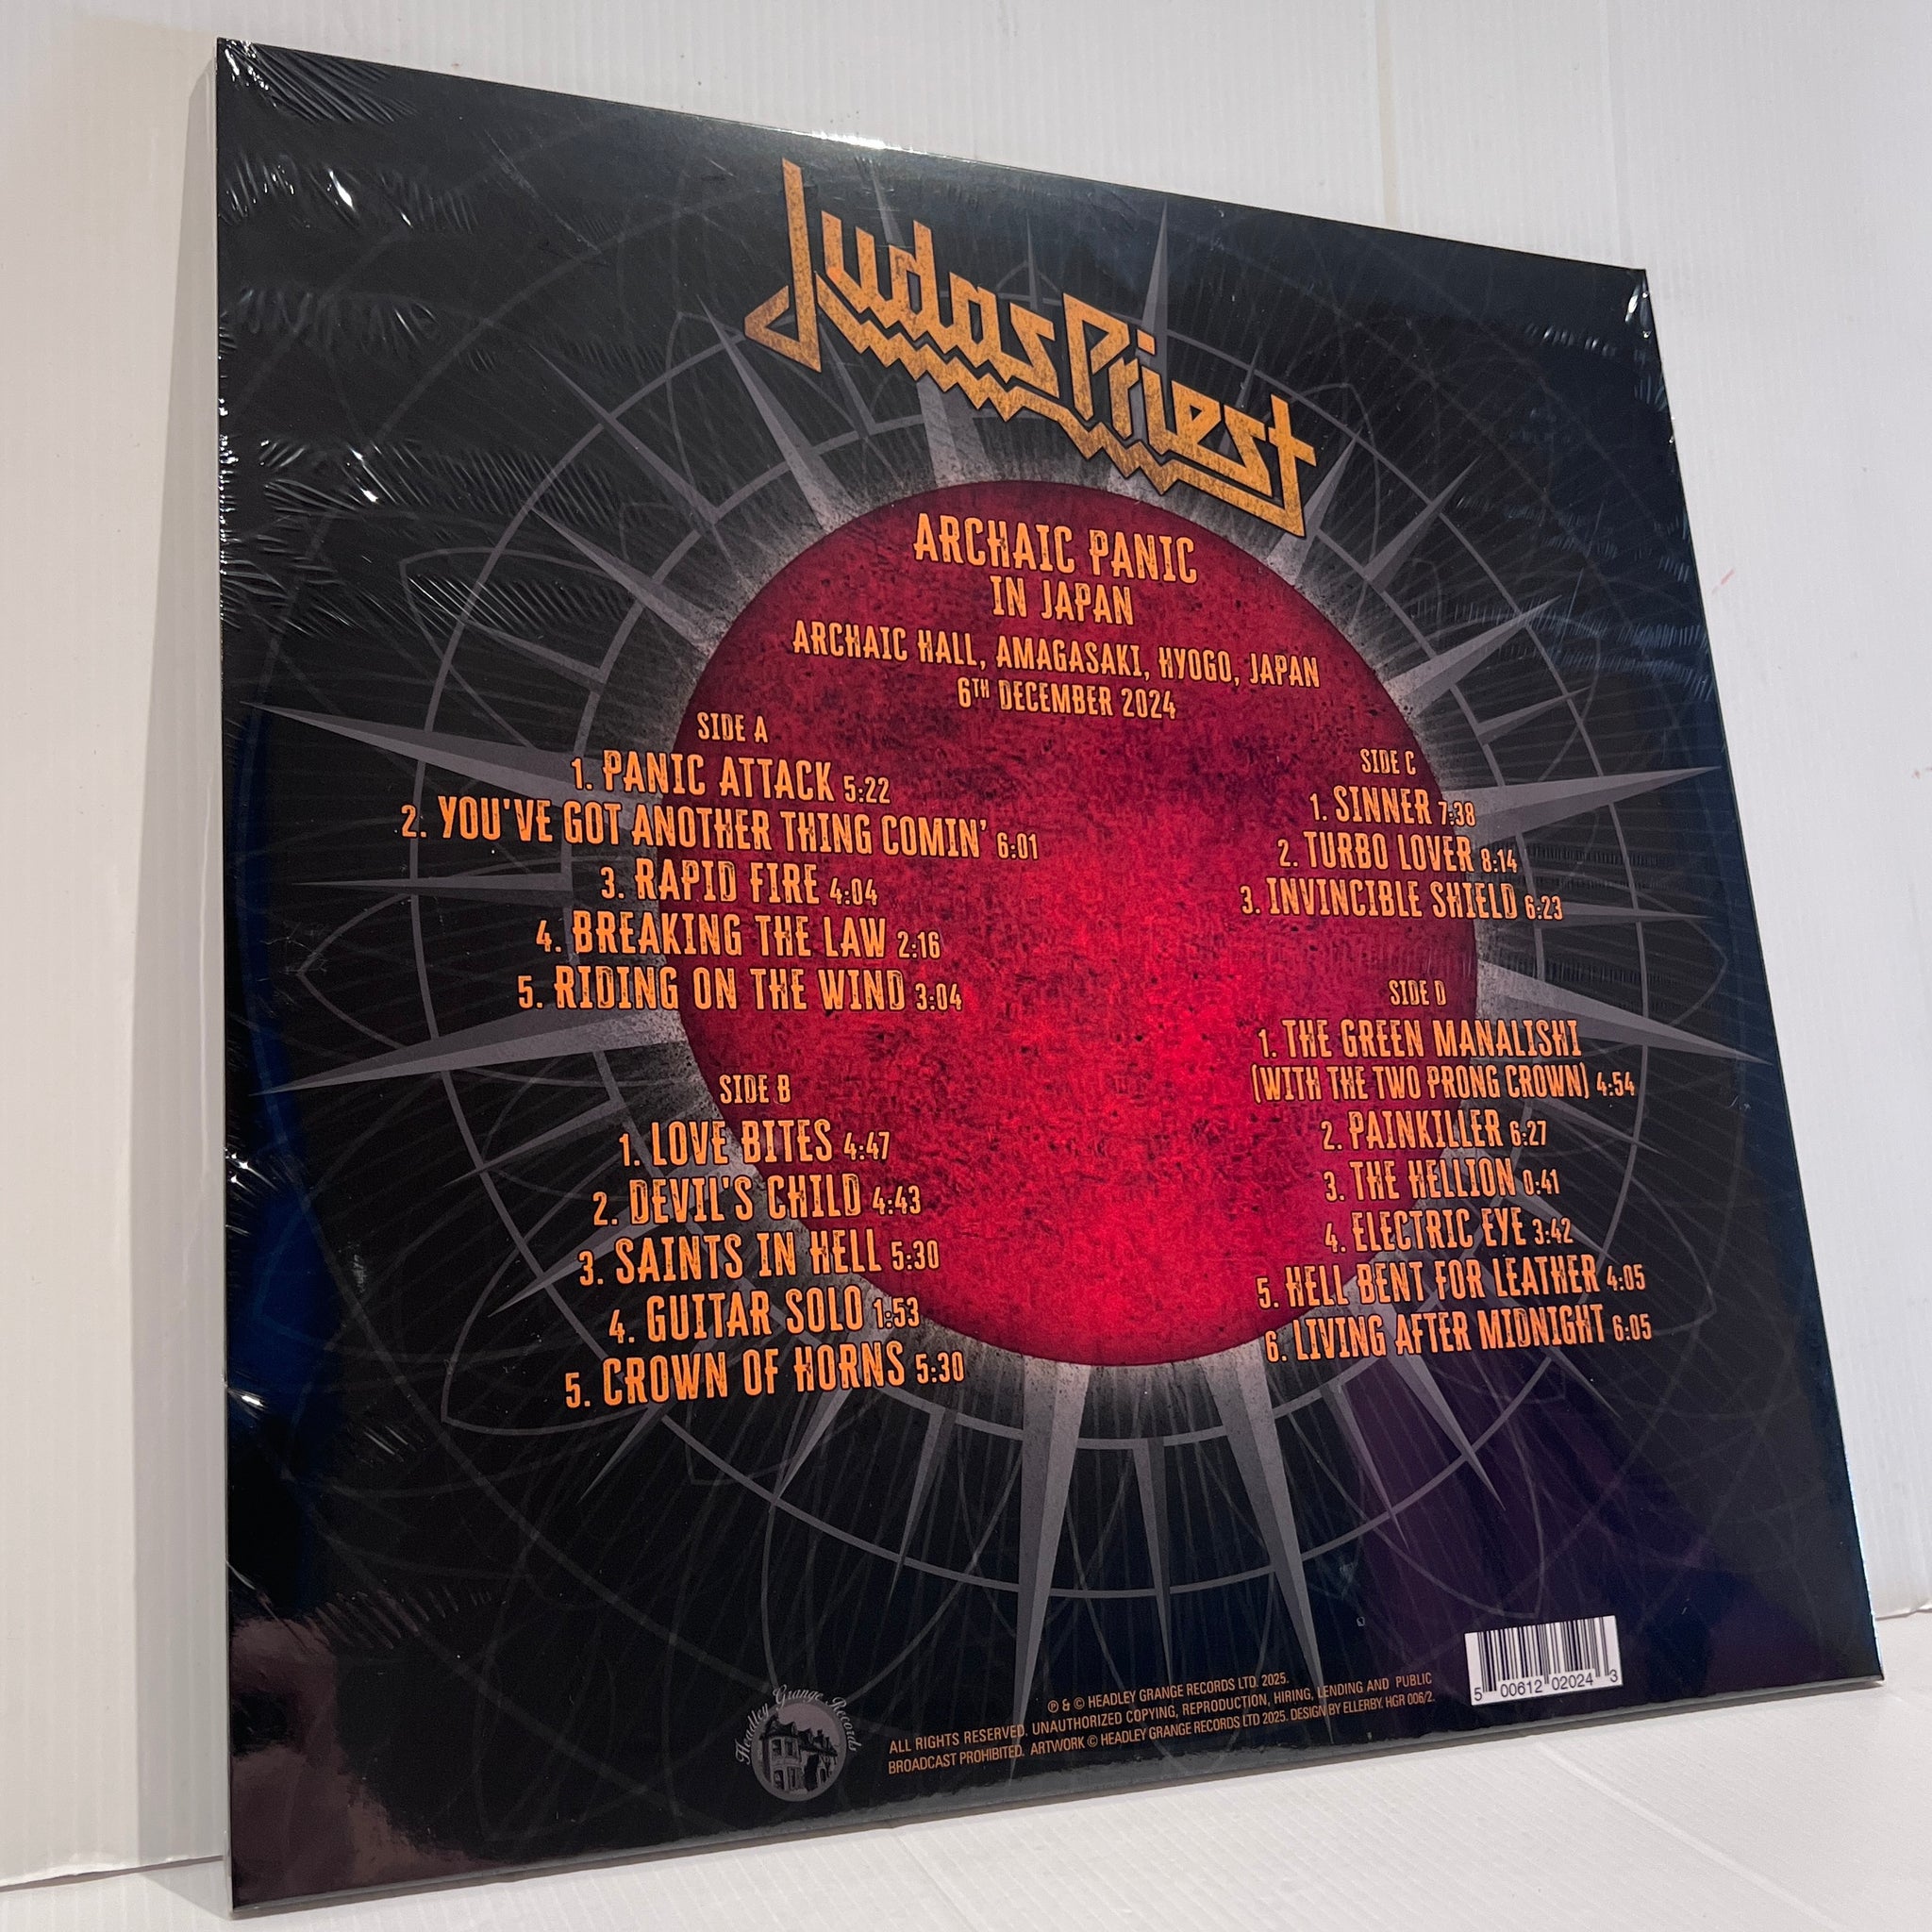 Judas Priest
ARCHAIC PANIC
IN JAPAN
ARCHAIC HALL, AMAGASAKI, HYOGO, JAPAN
6TH DECEMBER 2024
SIDE A
1. PANIC ATTACK 5:22
2. YOU'VE GOT ANOTHER THING COMIN' 6:01
3. RAPID FIRE 4:04
4. BREAKING THE LAW 2:16
5. RIDING ON THE WIND 3:04
SIDE B
1. LOVE BITES 4:47
2. DEVIL'S CHILD 4:43
3. SAINTS IN HELL 5:30
4. GUITAR SOLO 1:53
5. CROWN OF HORNS 5:30
SIDE C
1. SINNER 7:38
2. TURBO LOVER 8:14
3. INVINCIBLE SHIELD 6:23
SIDE D
1. THE GREEN MANALISHI
(WITH THE TWO PRONG CROWN) 4:54
2. PAINKILLER 6:27
3. THE HELLION 0:41
4. ELECTRIC EYE 3:42
5. HELL BENT FOR LEATHER 4:05
6. LIVING AFTER MIDNIGHT 6:05
Headley Grange Records
℗ & © HEADLEY GRANGE RECORDS LTD. 2025.
ALL RIGHTS RESERVED. UNAUTHORIZED COPYING, REPRODUCTION, HIRING, LENDING AND PUBLIC
BROADCAST PROHIBITED. ARTWORK © HEADLEY GRANGE RECORDS LTD 2025. DESIGN BY ELLERBY. HGR 006/2.
5 00612 02024 3